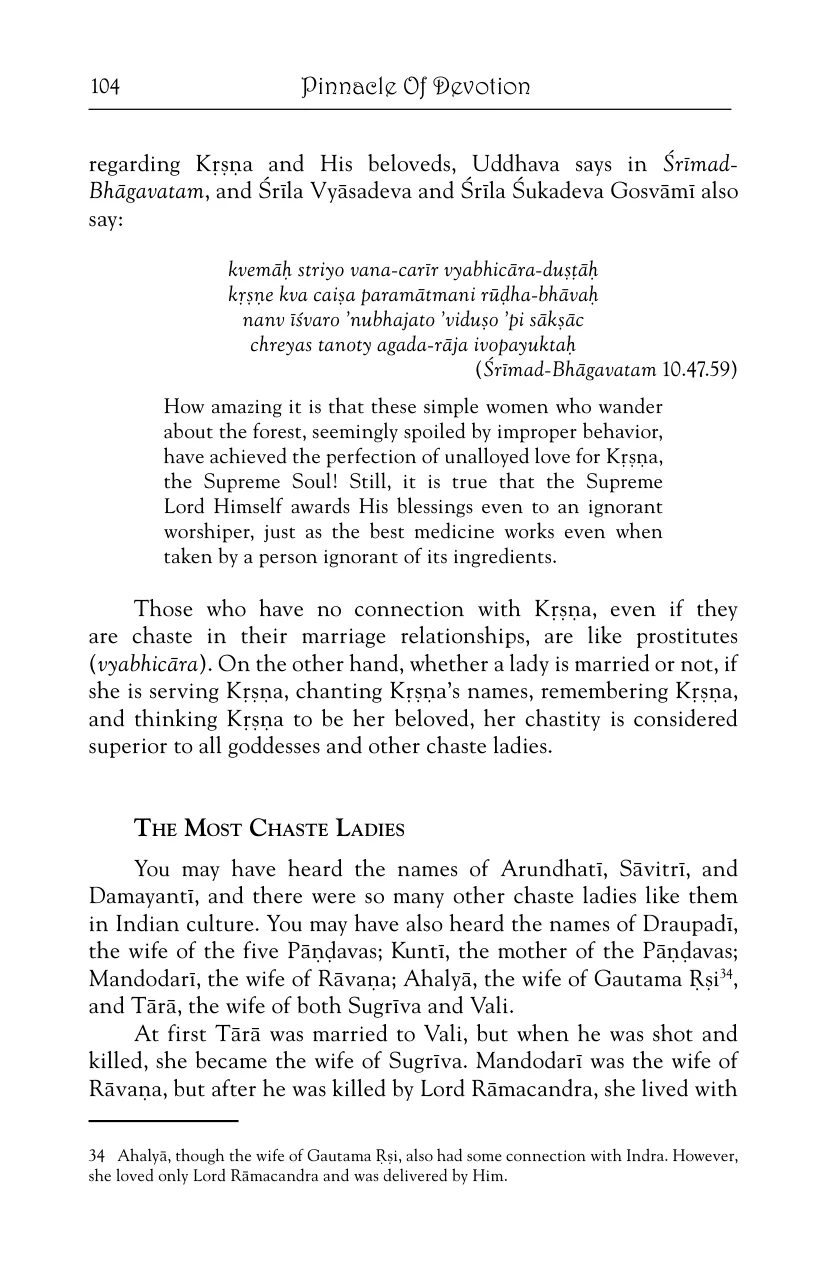 104
Pinnacle Of Devotion
regarding Kṛṣṇa and His beloveds, Uddhava says in Śrīmad-
Bhāgavatam, and Śrīla Vyāsadeva and Śrīla Śukadeva Gosvāmī also
say:
kvemāḥ striyo vana-carīr vyabhicāra-duṣṭāḥ
kṛṣṇe kva caiṣa paramātmani rūḍha-bhāvaḥ
nanv īśvaro 'nubhajato 'viduṣo 'pi sākṣāc
chreyas tanoty agada-rāja ivopayuktaḥ
(Śrīmad-Bhāgavatam 10.47.59)
How amazing it is that these simple women who wander
about the forest, seemingly spoiled by improper behavior,
have achieved the perfection of unalloyed love for Kṛṣṇa,
the Supreme Soul! Still, it is true that the Supreme
Lord Himself awards His blessings even to an ignorant
worshiper, just as the best medicine works even when
taken by a person ignorant of its ingredients.
Those who have no connection with Kṛṣṇa, even if they
are chaste in their marriage relationships, are like prostitutes
(vyabhicāra). On the other hand, whether a lady is married or not, if
she is serving Kṛṣṇa, chanting Kṛṣṇa's names, remembering Kṛṣṇa,
and thinking Kṛṣṇa to be her beloved, her chastity is considered
superior to all goddesses and other chaste ladies.
The Most Chaste Ladies
You may have heard the names of Arundhatī, Sāvitrī, and
Damayantī, and there were so many other chaste ladies like them
in Indian culture. You may have also heard the names of Draupadī,
the wife of the five Pāṇḍavas; Kuntī, the mother of the Pāṇḍavas;
Mandodarī, the wife of Rāvaṇa; Ahalyā, the wife of Gautama Ṛṣi34,
and Tārā, the wife of both Sugrīva and Vali.
At first Tārā was married to Vali, but when he was shot and
killed, she became the wife of Sugrīva. Mandodarī was the wife of
Rāvaṇa, but after he was killed by Lord Rāmacandra, she lived with
34 Ahalyā, though the wife of Gautama Ṛṣi, also had some connection with Indra. However,
she loved only Lord Rāmacandra and was delivered by Him.